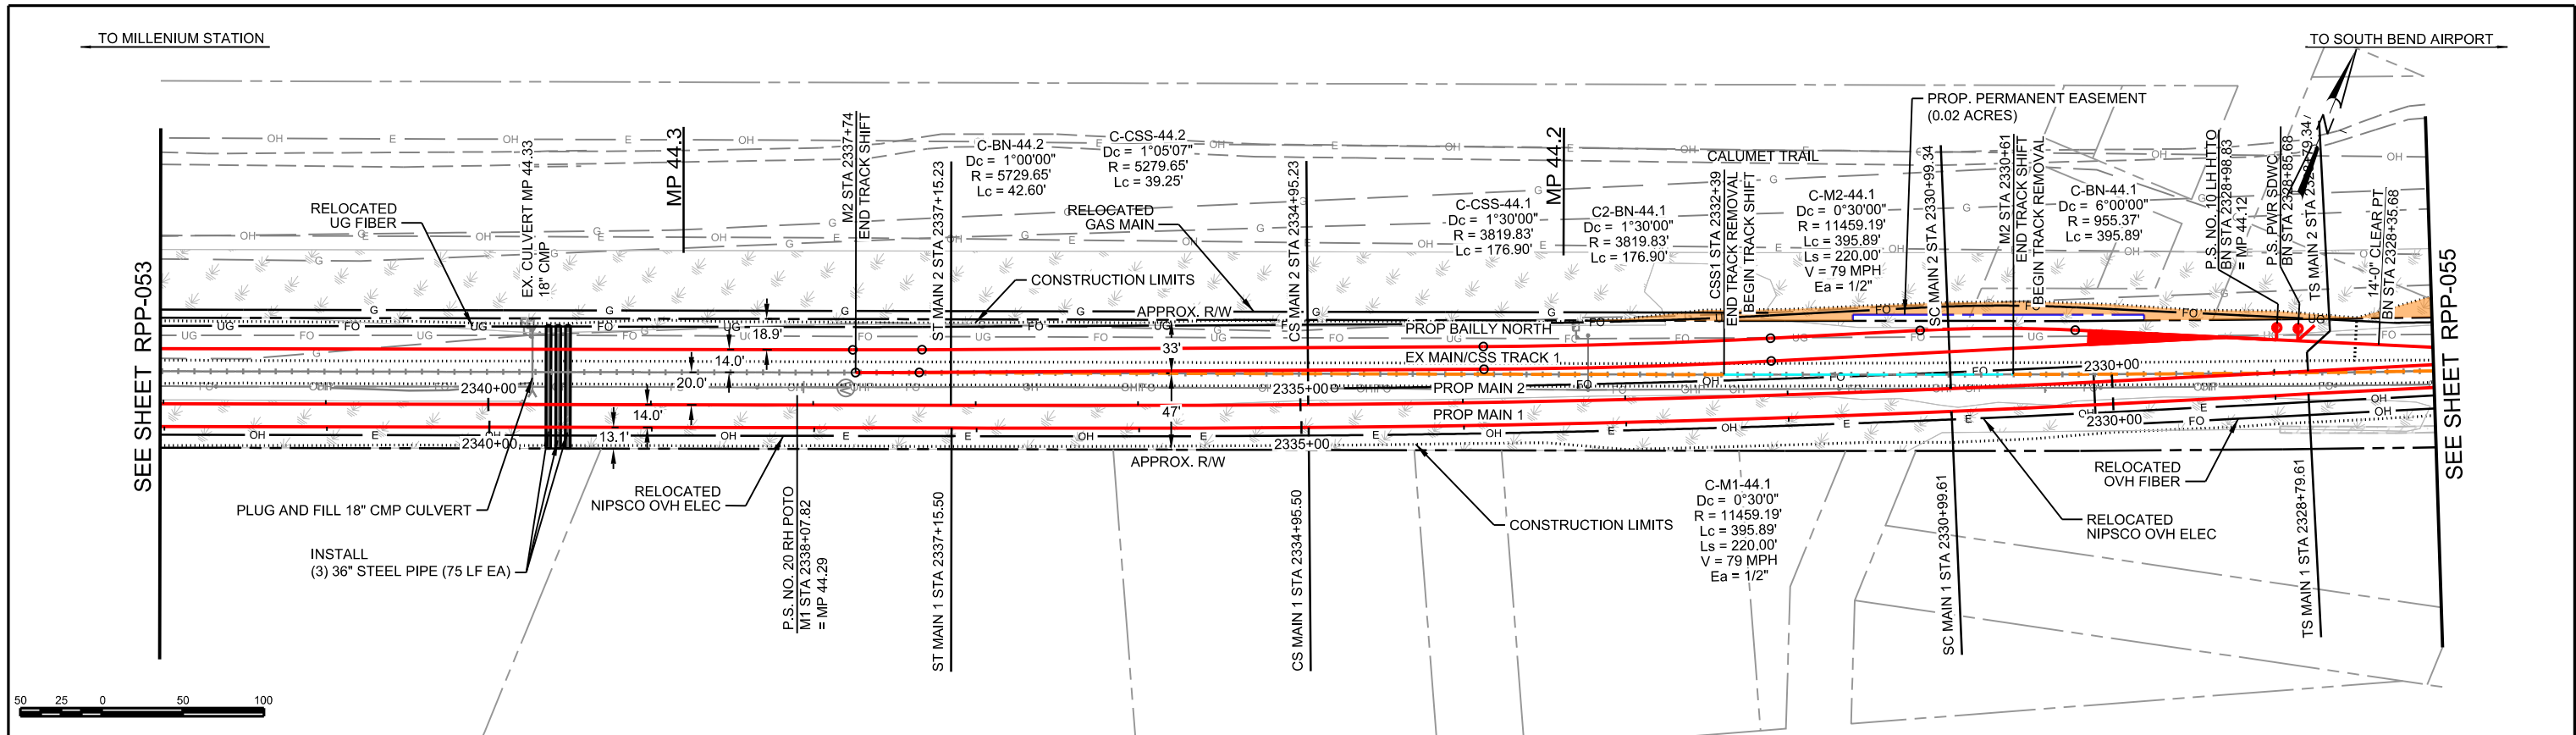 TO MILLENIUM STATION
TO SOUTH BEND AIRPORT
SEE SHEET RPP-053
SEE SHEET RPP-055
RELOCATED
UG FIBER
EX. CULVERT MP 44.33
18" CMP
MP 44.3
M2 STA 2337+74
END TRACK SHIFT
ST MAIN 2 STA 2337+15.23
C-BN-44.2
Dc = 1°00'00"
R = 5729.65'
Lc = 42.60'
C-CSS-44.2
Dc = 1°05'07"
R = 5279.65'
Lc = 39.25'
RELOCATED
GAS MAIN
CONSTRUCTION LIMITS
CS MAIN 2 STA 2334+95.23
C-CSS-44.1
Dc = 1°30'00"
R = 3819.83'
Lc = 176.90'
MP 44.2
C2-BN-44.1
Dc = 1°30'00"
R = 3819.83'
Lc = 176.90'
CALUMET TRAIL
CSS1 STA 2332+39
END TRACK REMOVAL
BEGIN TRACK SHIFT
C-M2-44.1
Dc = 0°30'00"
R = 11459.19'
Lc = 395.89'
Ls = 220.00'
V = 79 MPH
Ea = 1/2"
PROP. PERMANENT EASEMENT
(0.02 ACRES)
SC MAIN 2 STA 2330+99.34
M2 STA 2330+61
END TRACK SHIFT
BEGIN TRACK REMOVAL
C-BN-44.1
Dc = 6°00'00"
R = 955.37'
Lc = 395.89'
P.S. NO. 10 LH HTTO
BN STA 2328+98.83
= MP 44.12
P.S. PWR SDWC
BN STA 2328+85.68
TS MAIN 2 STA 2328+79.34
14'-0" CLEAR PT
BN STA 2328+35.68
APPROX. R/W
PROP BAILLY NORTH
EX MAIN/CSS TRACK 1
PROP MAIN 2
PROP MAIN 1
APPROX. R/W
18.9'
14.0'
20.0'
14.0'
13.1'
33'
47'
2340+00
2335+00
2330+00
2340+00
2335+00
2330+00
PLUG AND FILL 18" CMP CULVERT
INSTALL
(3) 36" STEEL PIPE (75 LF EA)
RELOCATED
NIPSCO OVH ELEC
P.S. NO. 20 RH POTO
M1 STA 2338+07.82
= MP 44.29
ST MAIN 1 STA 2337+15.50
CS MAIN 1 STA 2334+95.50
CONSTRUCTION LIMITS
C-M1-44.1
Dc = 0°30'0"
R = 11459.19'
Lc = 395.89'
Ls = 220.00'
V = 79 MPH
Ea = 1/2"
SC MAIN 1 STA 2330+99.61
RELOCATED
OVH FIBER
RELOCATED
NIPSCO OVH ELEC
TS MAIN 1 STA 2328+79.61
50 25 0 50 100